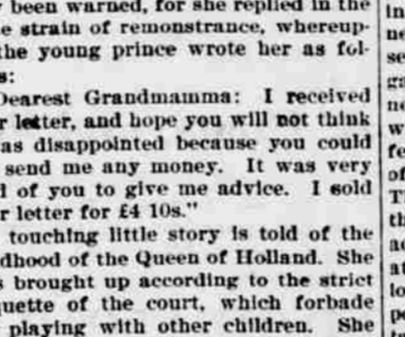 been warned, for she replied in the
strain of remonstrance, whereup-
the young prince wrote her as fol-
s:
Dearest Grandmamma: I received
r letter, and hope you will not think
as disappointed because you could
send me any money. It was very
d of you to give me advice. I sold
r letter for £4 10s."
touching little story is told of the
dhood of the Queen of Holland. She
s brought up according to the strict
quette of the court, which forbade
playing with other children. She